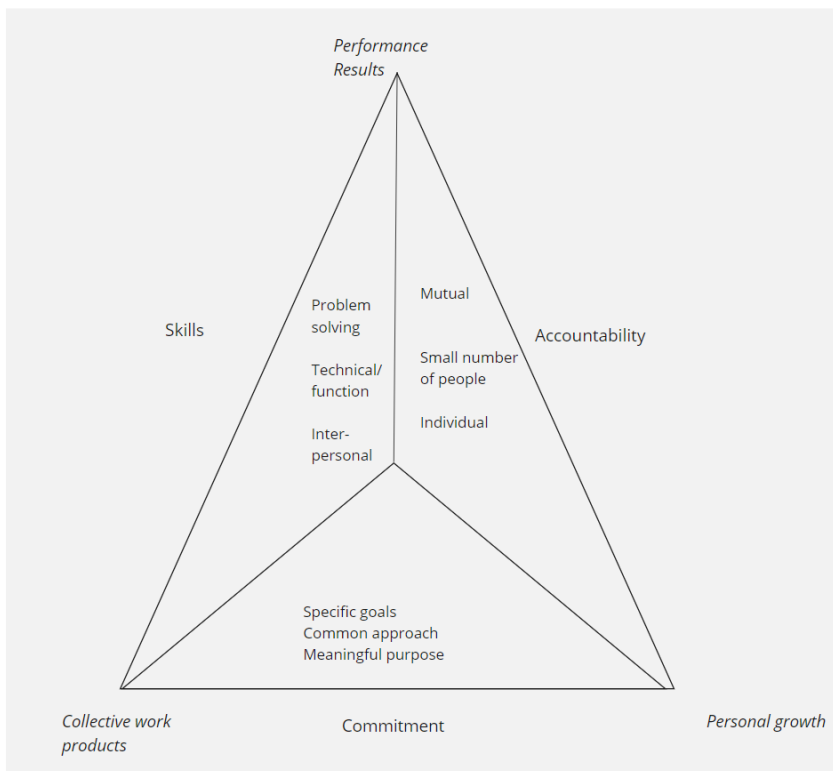 Performance
Results
Skills
Problem
solving
Technical/
function
Inter-
personal
Mutual
Small number
of people
Individual
Accountability
Specific goals
Common approach
Meaningful purpose
Collective work
products
Commitment
Personal growth